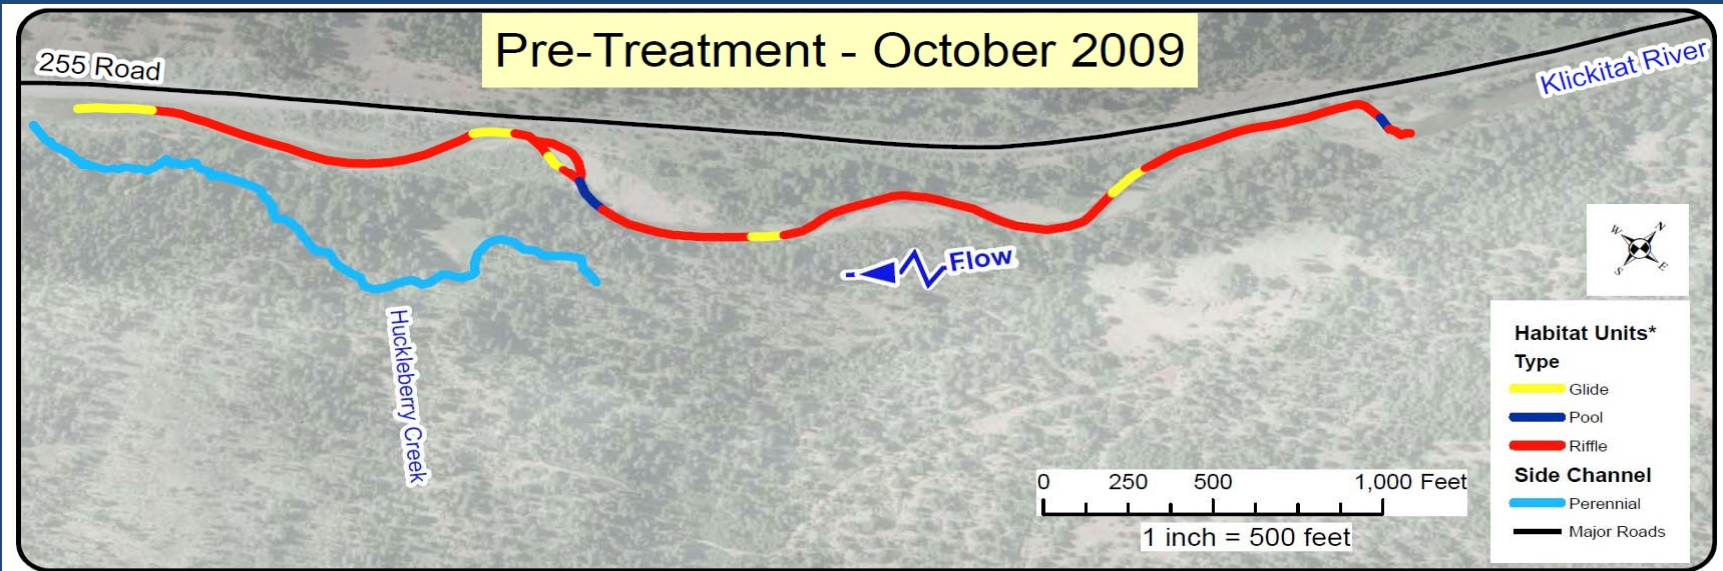 Pre-Treatment - October 2009
255 Road
Klickitat River
Flow
Huckleberry Creek
W N
S E
Habitat Units*
Type
Glide
Pool
Riffle
Side Channel
Perennial
Major Roads
0 250 500 1,000 Feet
1 inch = 500 feet